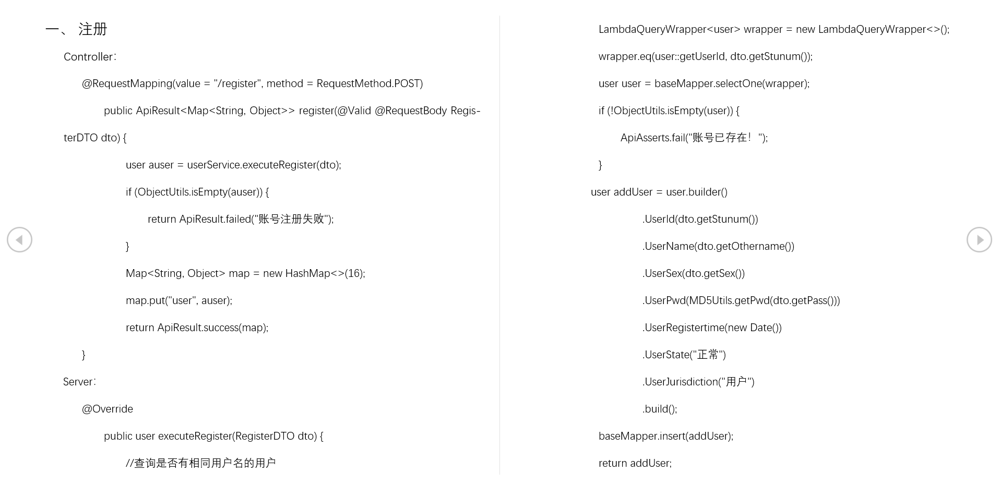 一、 注册
Controller：
@RequestMapping(value = "/register", method = RequestMethod.POST)
public ApiResult<Map<String, Object>> register(@Valid @RequestBody Regis-
terDTO dto) {
user auser = userService.executeRegister(dto);
if (ObjectUtils.isEmpty(auser)) {
return ApiResult.failed("账号注册失败");
}
Map<String, Object> map = new HashMap<>(16);
map.put("user", auser);
return ApiResult.success(map);
}
Server：
@Override
public user executeRegister(RegisterDTO dto) {
//查询是否有相同用户名的用户
LambdaQueryWrapper<user> wrapper = new LambdaQueryWrapper<>();
wrapper.eq(user::getUserId, dto.getStunum());
user user = baseMapper.selectOne(wrapper);
if (!ObjectUtils.isEmpty(user)) {
ApiAsserts.fail("账号已存在！");
}
user addUser = user.builder()
.UserId(dto.getStunum())
.UserName(dto.getOthername())
.UserSex(dto.getSex())
.UserPwd(MD5Utils.getPwd(dto.getPass()))
.UserRegistertime(new Date())
.UserState("正常")
.UserJurisdiction("用户")
.build();
baseMapper.insert(addUser);
return addUser;